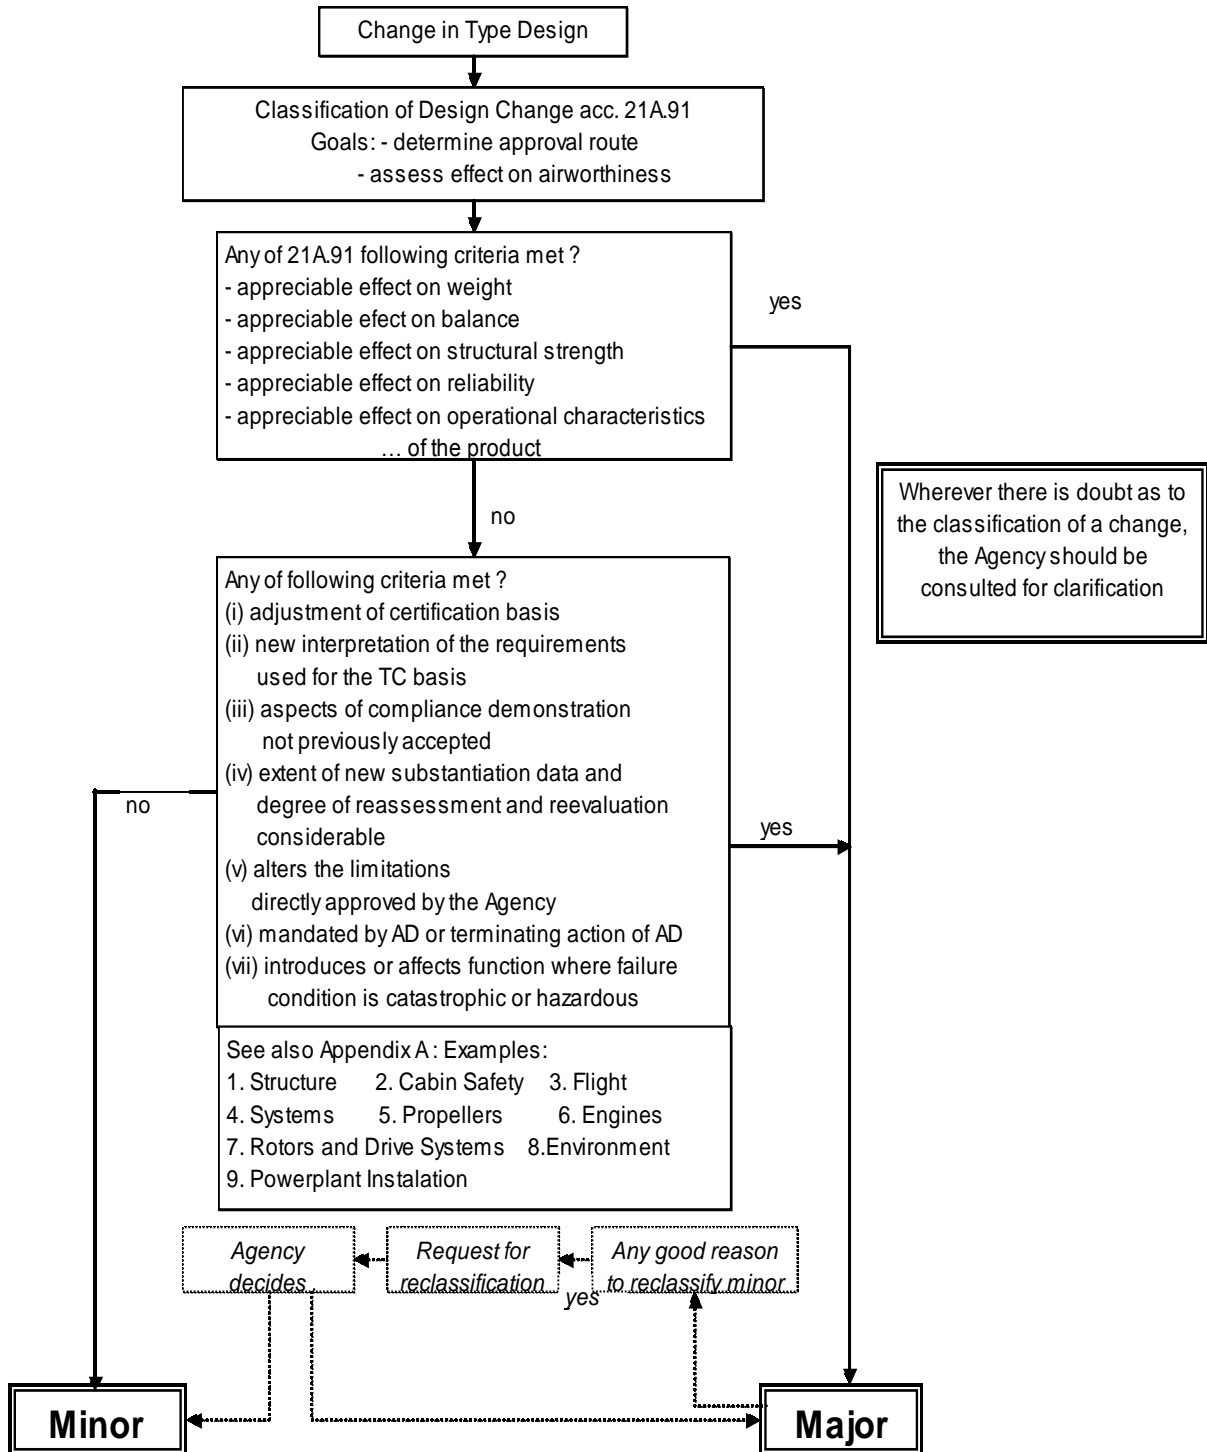 Change in Type Design
Classification of Design Change acc. 21A.91
Goals: - determine approval route
- assess effect on airworthiness
Any of 21A.91 following criteria met ?
- appreciable effect on weight
- appreciable efect on balance
- appreciable effect on structural strength
- appreciable effect on reliability
- appreciable effect on operational characteristics
... of the product
yes
Wherever there is doubt as to
the classification of a change,
the Agency should be
consulted for clarification
no
Any of following criteria met ?
(i) adjustment of certification basis
(ii) new interpretation of the requirements
used for the TC basis
(iii) aspects of compliance demonstration
not previously accepted
(iv) extent of new substantiation data and
degree of reassessment and reevaluation
considerable
(v) alters the limitations
directly approved by the Agency
(vi) mandated by AD or terminating action of AD
(vii) introduces or affects function where failure
condition is catastrophic or hazardous
no
yes
See also Appendix A : Examples:
1. Structure 2. Cabin Safety 3. Flight
4. Systems 5. Propellers 6. Engines
7. Rotors and Drive Systems 8.Environment
9. Powerplant Instalation
Agency
decides
Request for
reclassification
yes
Any good reason
to reclassify minor
Minor
Major